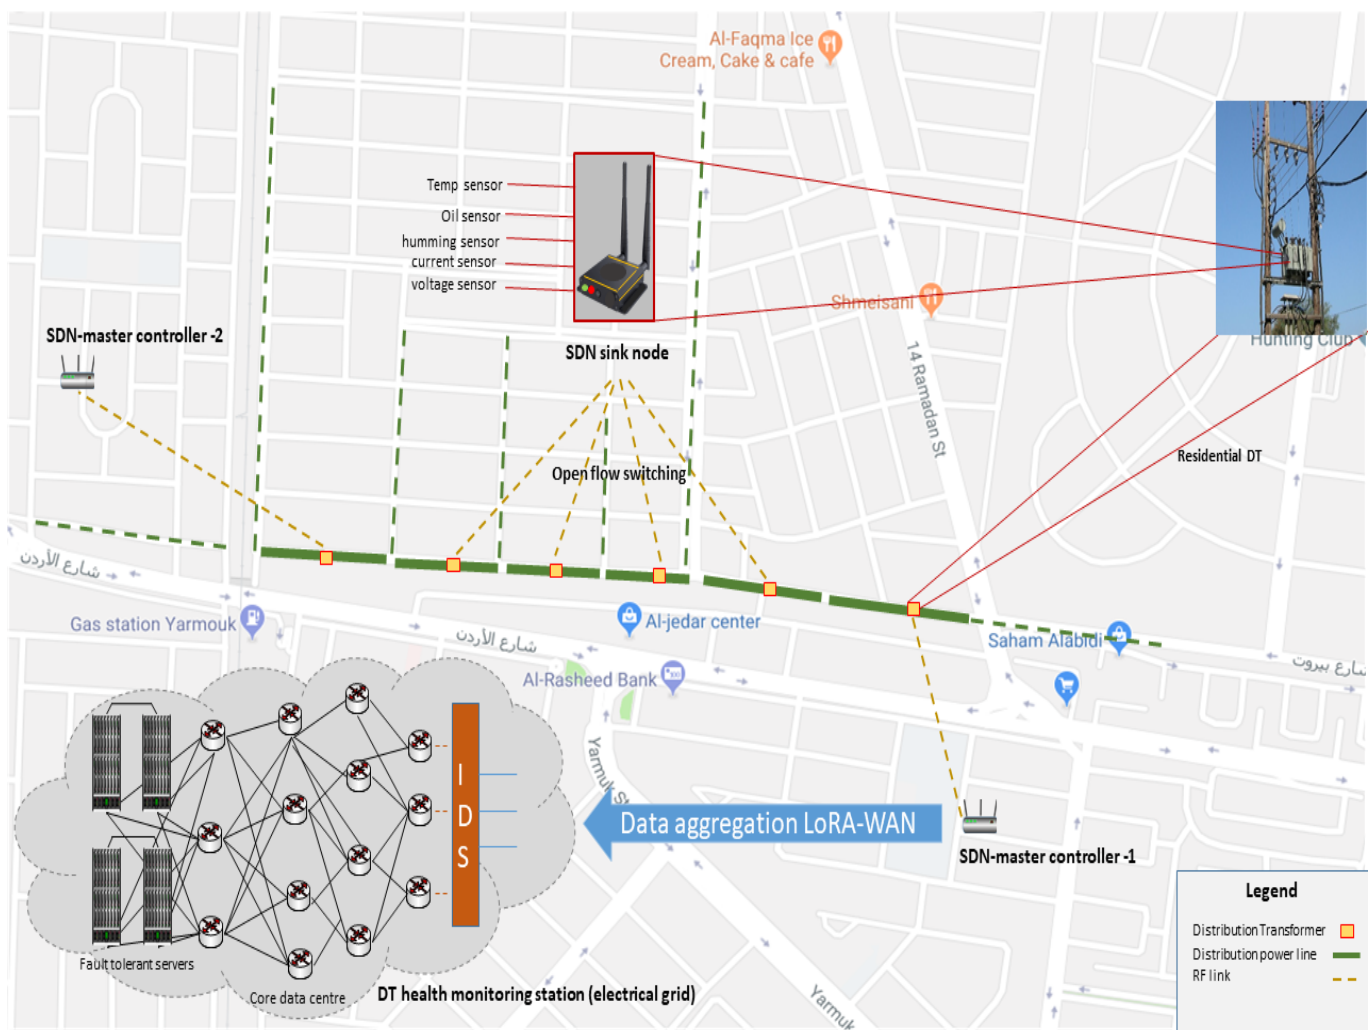 Al-Faqma Ice
Cream, Cake & cafe
Temp sensor
Oil sensor
humming sensor
current sensor
voltage sensor
Shmeisani
Hunting Club
SDN-master controller -2
SDN sink node
14 Ramadan St
Residential DT
Open flow switching
شارع الأردن
Gas station Yarmouk
Al-jedar center
شارع الأردن
Saham Alabidi
شارع بيروت
Al-Rasheed Bank
Yarmuk St
I
D
S
Data aggregation LoRA-WAN
SDN-master controller -1
Legend
Distribution Transformer
Distribution power line
RF link
Fault tolerant servers
Core data centre
DT health monitoring station (electrical grid)
Yarmuk